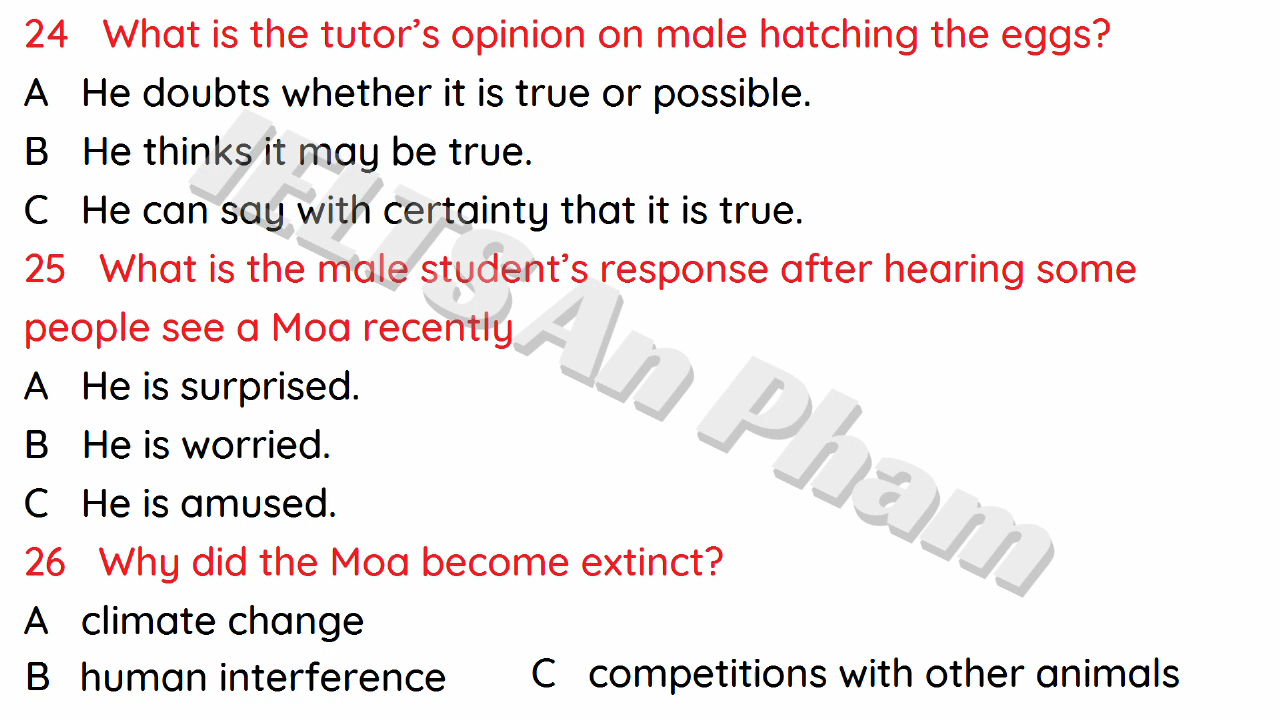 24 What is the tutor's opinion on male hatching the eggs?
A He doubts whether it is true or possible.
B He thinks it may be true.
C He can say with certainty that it is true.
25 What is the male student's response after hearing some
people see a Moa recently
A He is surprised.
B He is worried.
C He is amused.
26 Why did the Moa become extinct?
A climate change
B human interference C competitions with other animals
IELTS An Pham